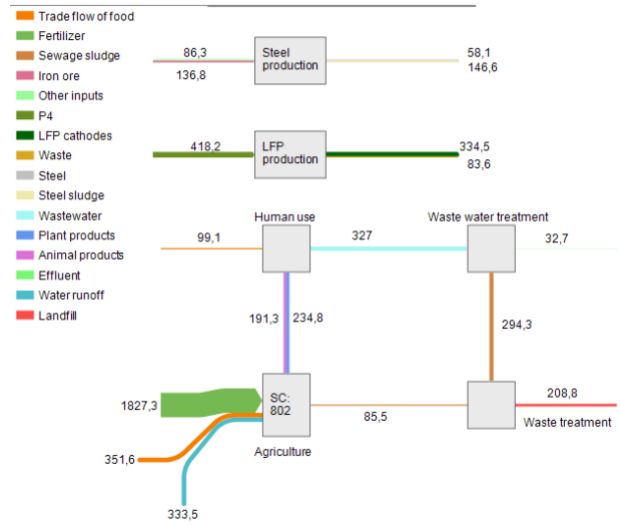 Trade flow of food
Fertilizer
Sewage sludge
Iron ore
Other inputs
P4
LFP cathodes
Waste
Steel
Steel sludge
Wastewater
Plant products
Animal products
Effluent
Water runoff
Landfill
86,3
136,8
Steel
production
58,1
146,6
418,2
LFP
production
334,5
83,6
Human use
Waste water treatment
99,1
327
32,7
191,3
234,8
294,3
1827,3
SC:
802
85,5
208,8
Waste treatment
Agriculture
351,6
333,5